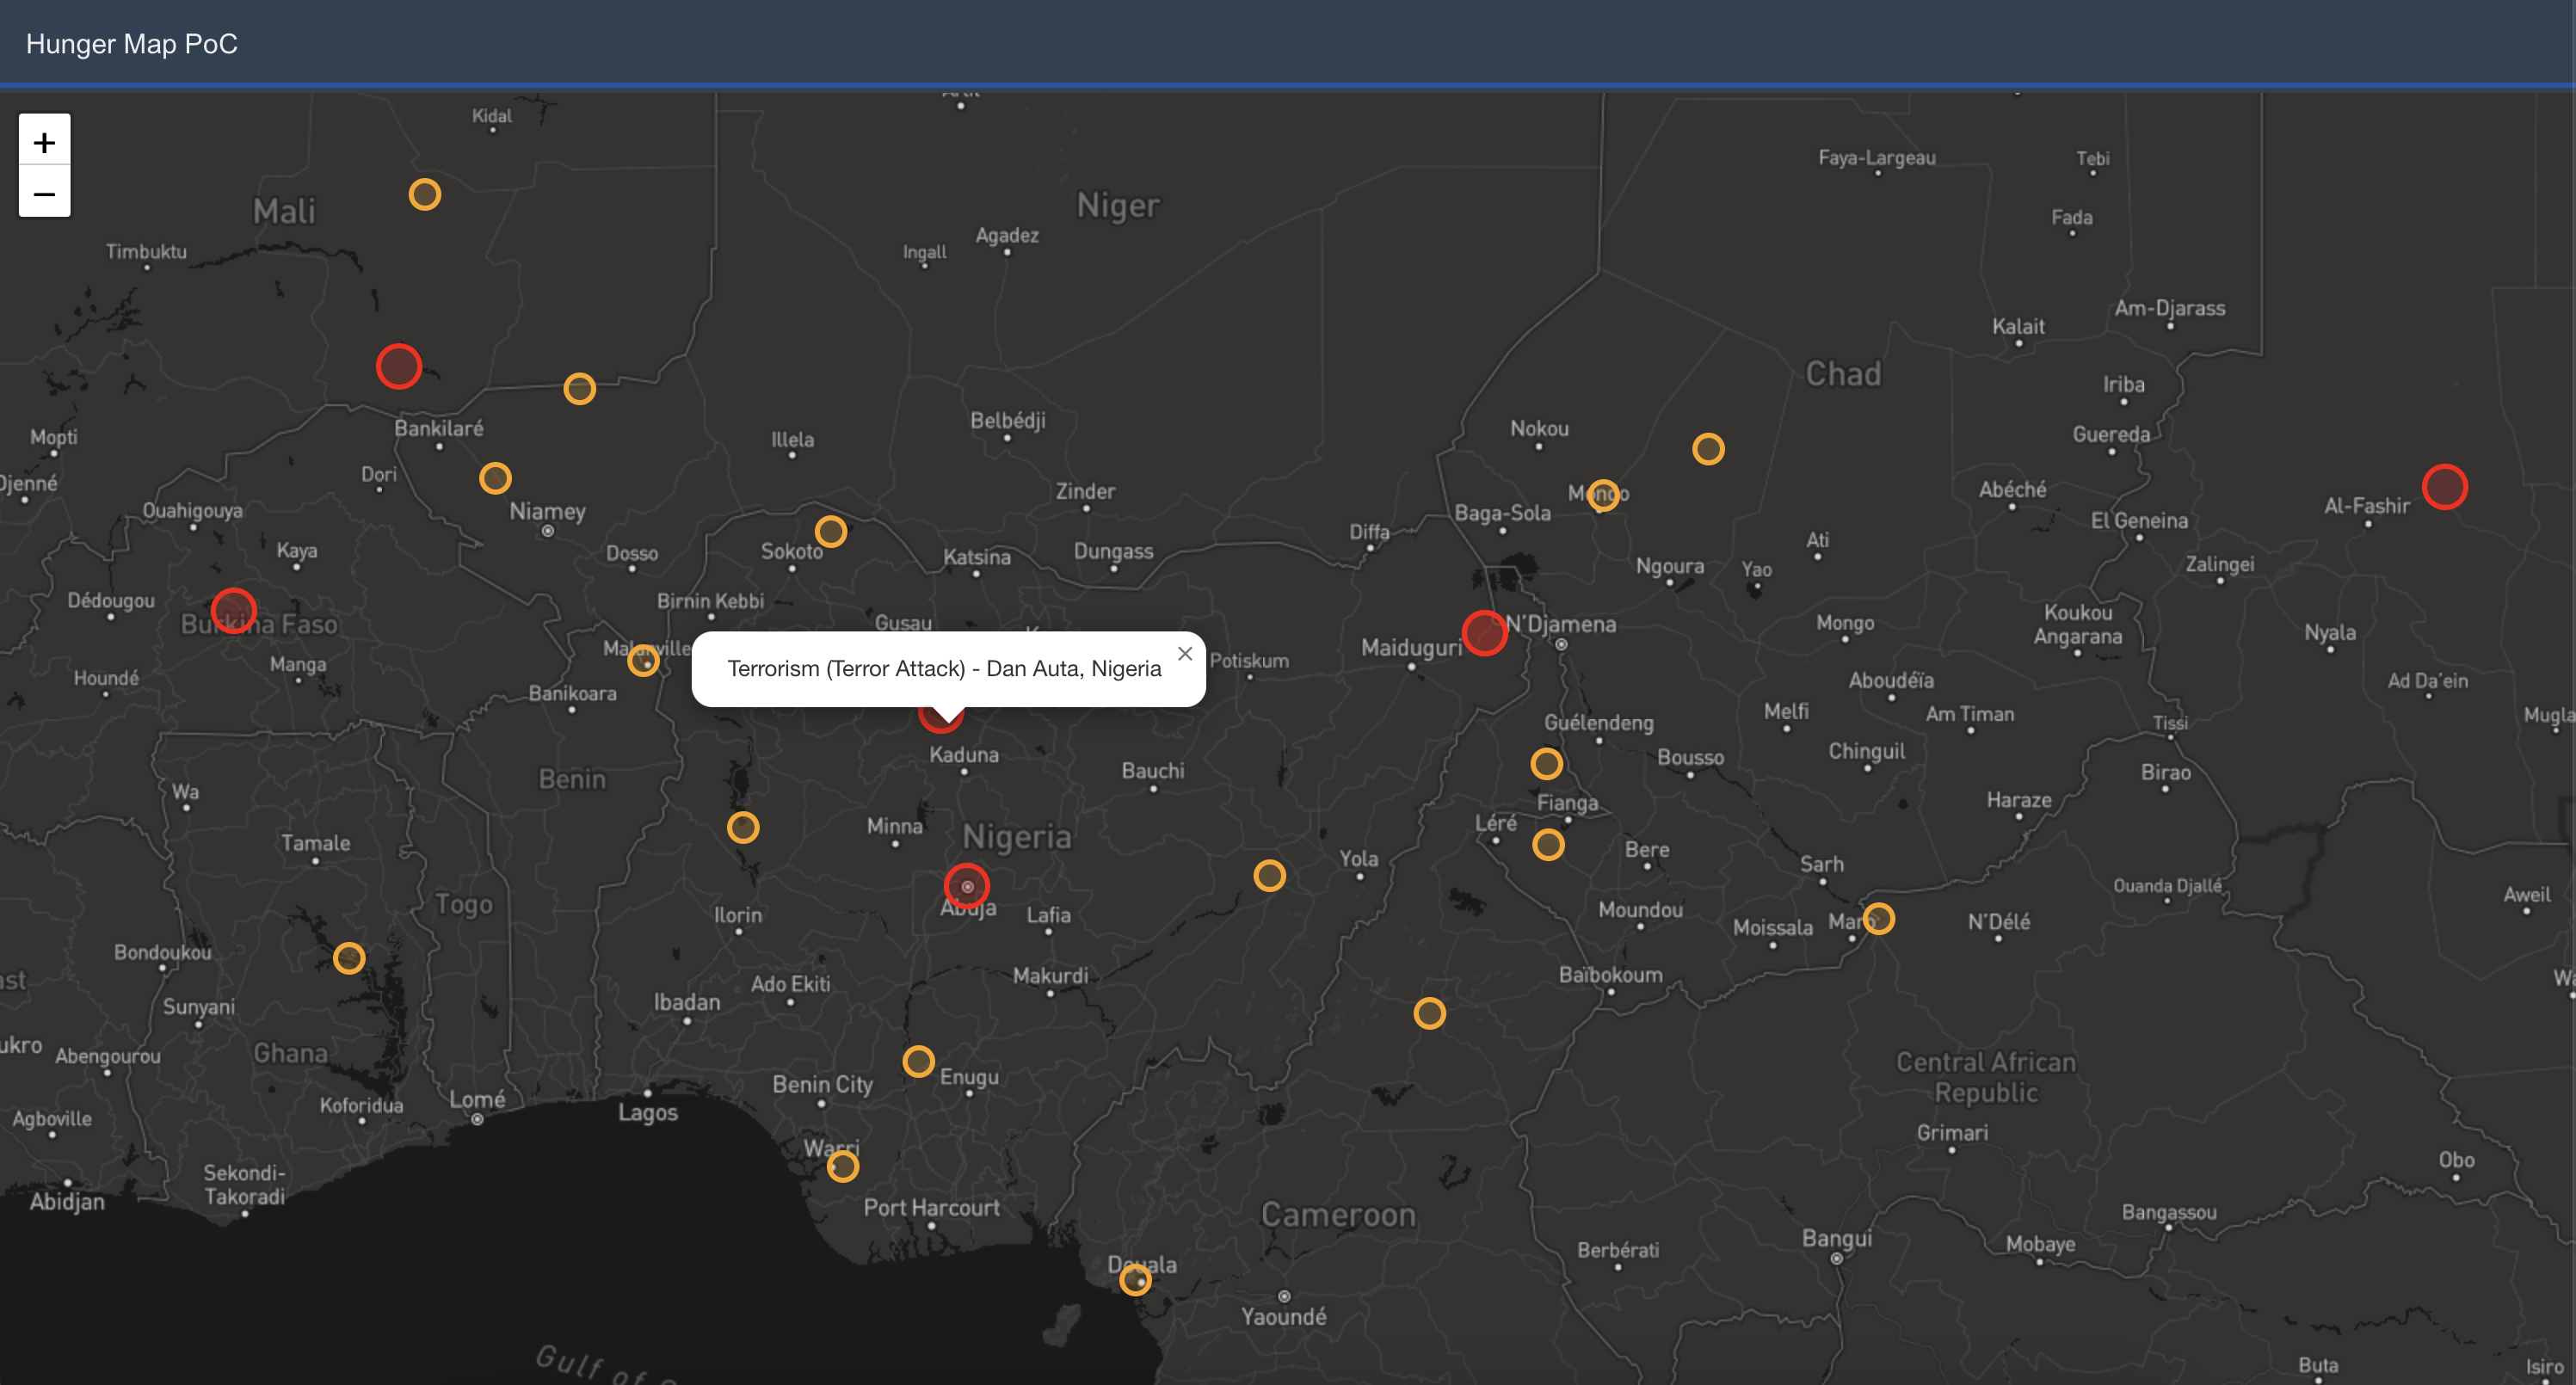 Hunger Map PoC
+
−
Kidal
Mali
Niger
Faya-Largeau
Tebi
Fada
Timbuktu
Agadez
Ingall
Am-Djarass
Kalait
Chad
Iriba
Bankilaré
Belbédji
Illela
Nokou
Guereda
Mopti
Djenné
Dori
Zinder
Mondo
Abéché
Al-Fashir
Ouahigouya
Niamey
Baga-Sola
El Geneina
Kaya
Dosso
Sokoto
Katsina
Dungass
Diffa
Ati
Ngoura
Yao
Zalingei
Dédougou
Birnin Kebbi
Burkina Faso
Gusau
N'Djamena
Mongo
Koukou
Angarana
Nyala
Malanville
Maiduguri
Potiskum
Terrorism (Terror Attack) - Dan Auta, Nigeria
×
Manga
Houndé
Banikoara
Aboudéïa
Ad Da'ein
Guélendeng
Melfi
Am Timan
Tissi
Mugla
Kaduna
Bauchi
Bousso
Chinguil
Birao
Benin
Wa
Fianga
Haraze
Tamale
Minna
Nigeria
Léré
Bere
Yola
Sarh
Togo
Abuja
Lafia
Ilorin
Moundou
Moissala
Maro
N'Délé
Ouanda Djallé
Aweil
Bondoukou
ast
Ado Ekiti
Makurdi
Baïbokoum
Wa
Sunyani
Ibadan
ukro
Abengourou
Ghana
Central African
Republic
Benin City
Enugu
Agboville
Koforidua
Lomé
Lagos
Grimari
Warri
Obo
Sekondi-
Takoradi
Abidjan
Port Harcourt
Cameroon
Bangassou
Bangui
Mobaye
Berbérati
Douala
Yaoundé
Gulf of
Buta
Isiro